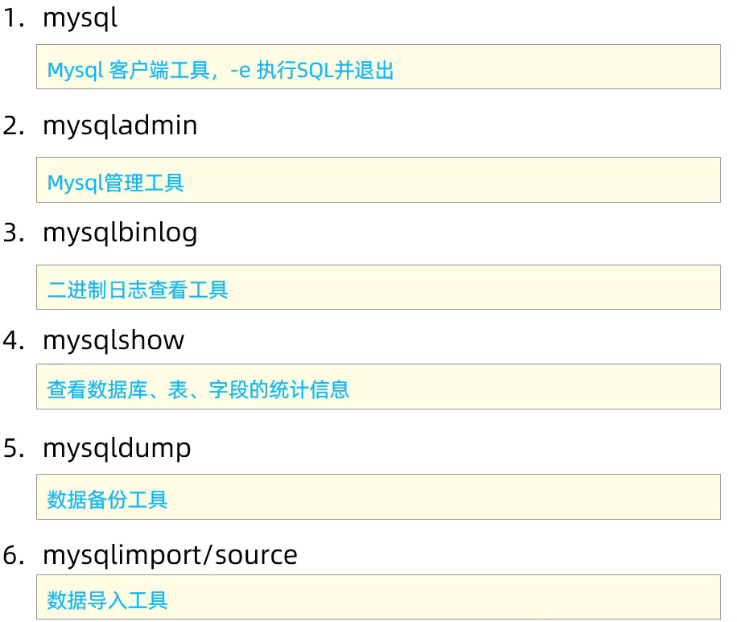 1. mysql
Mysql 客户端工具，-e 执行SQL并退出
2. mysqladmin
Mysql管理工具
3. mysqlbinlog
二进制日志查看工具
4. mysqlshow
查看数据库、表、字段的统计信息
5. mysqldump
数据备份工具
6. mysqlimport/source
数据导入工具